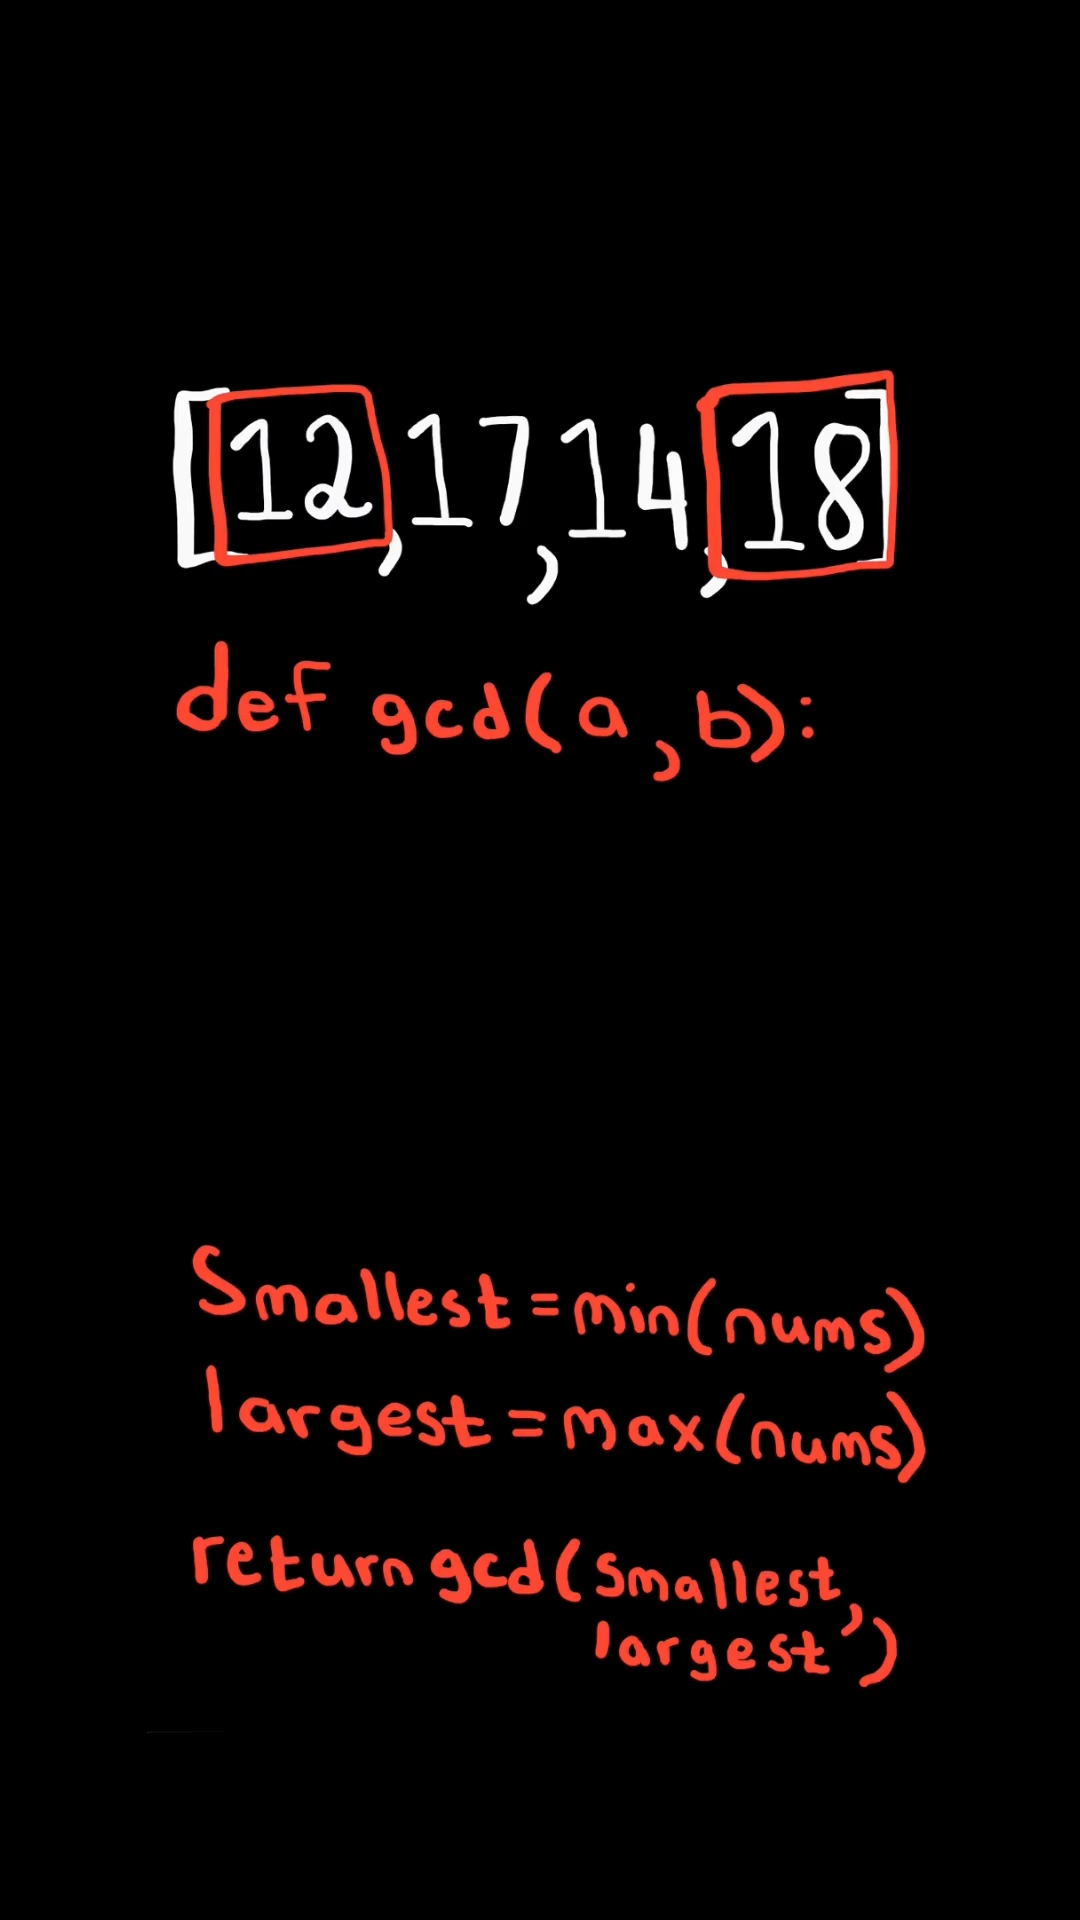 [12,17,14,18]
def gcd(a,b):
Smallest=min(nums)
largest=max(nums)
return gcd(smallest,
largest)